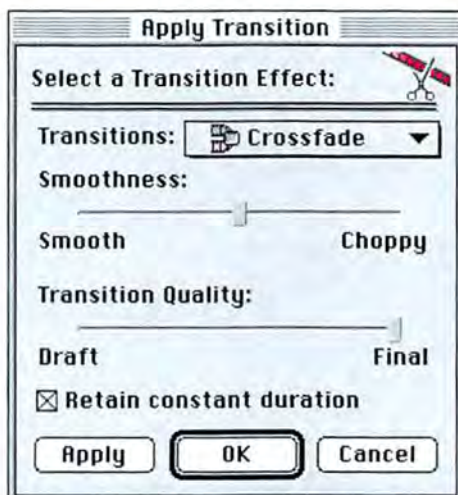 Apply Transition
Select a Transition Effect:
Transitions: Crossfade
Smoothness:
Smooth Choppy
Transition Quality:
Draft Final
Retain constant duration
Apply OK Cancel